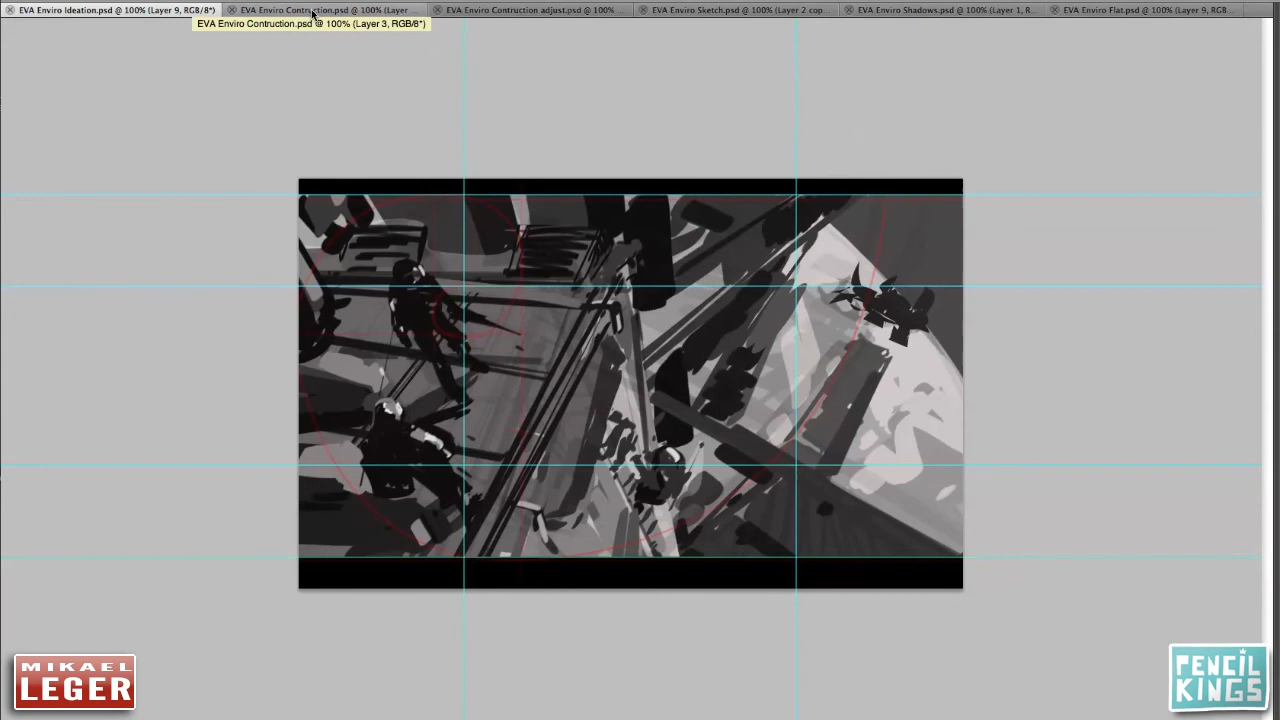 EVA Enviro Ideation.psd @ 100% (Layer 9, RGB/8*)
EVA Enviro Contruction.psd @ 100% (Layer ...
EVA Enviro Contruction adjust.psd @ 100% ...
EVA Enviro Sketch.psd @ 100% (Layer 2 cop...
EVA Enviro Shadows.psd @ 100% (Layer 1, R...
EVA Enviro Flat.psd @ 100% (Layer 9, RGB...
EVA Enviro Contruction.psd @ 100% (Layer 3, RGB/8*)
MIKAEL
LEGER
PENCIL
KINGS